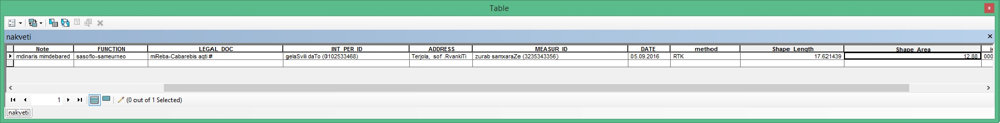 Table
nakveti
Note FUNCTION LEGAL_DOC INT_PER_ID ADDRESS MEASUR_ID DATE method Shape_Length Shape_Area
mdinaris mimdebared sasoflo-sameurneo miReba-Cabarebis aqti # gelaSvili daTo (0102533468) Terjola, sof .RvankiTi zurab samxaraZe (3235343356) 05.09.2016 RTK 17.621439 12.88 000
1 (0 out of 1 Selected)
nakveti